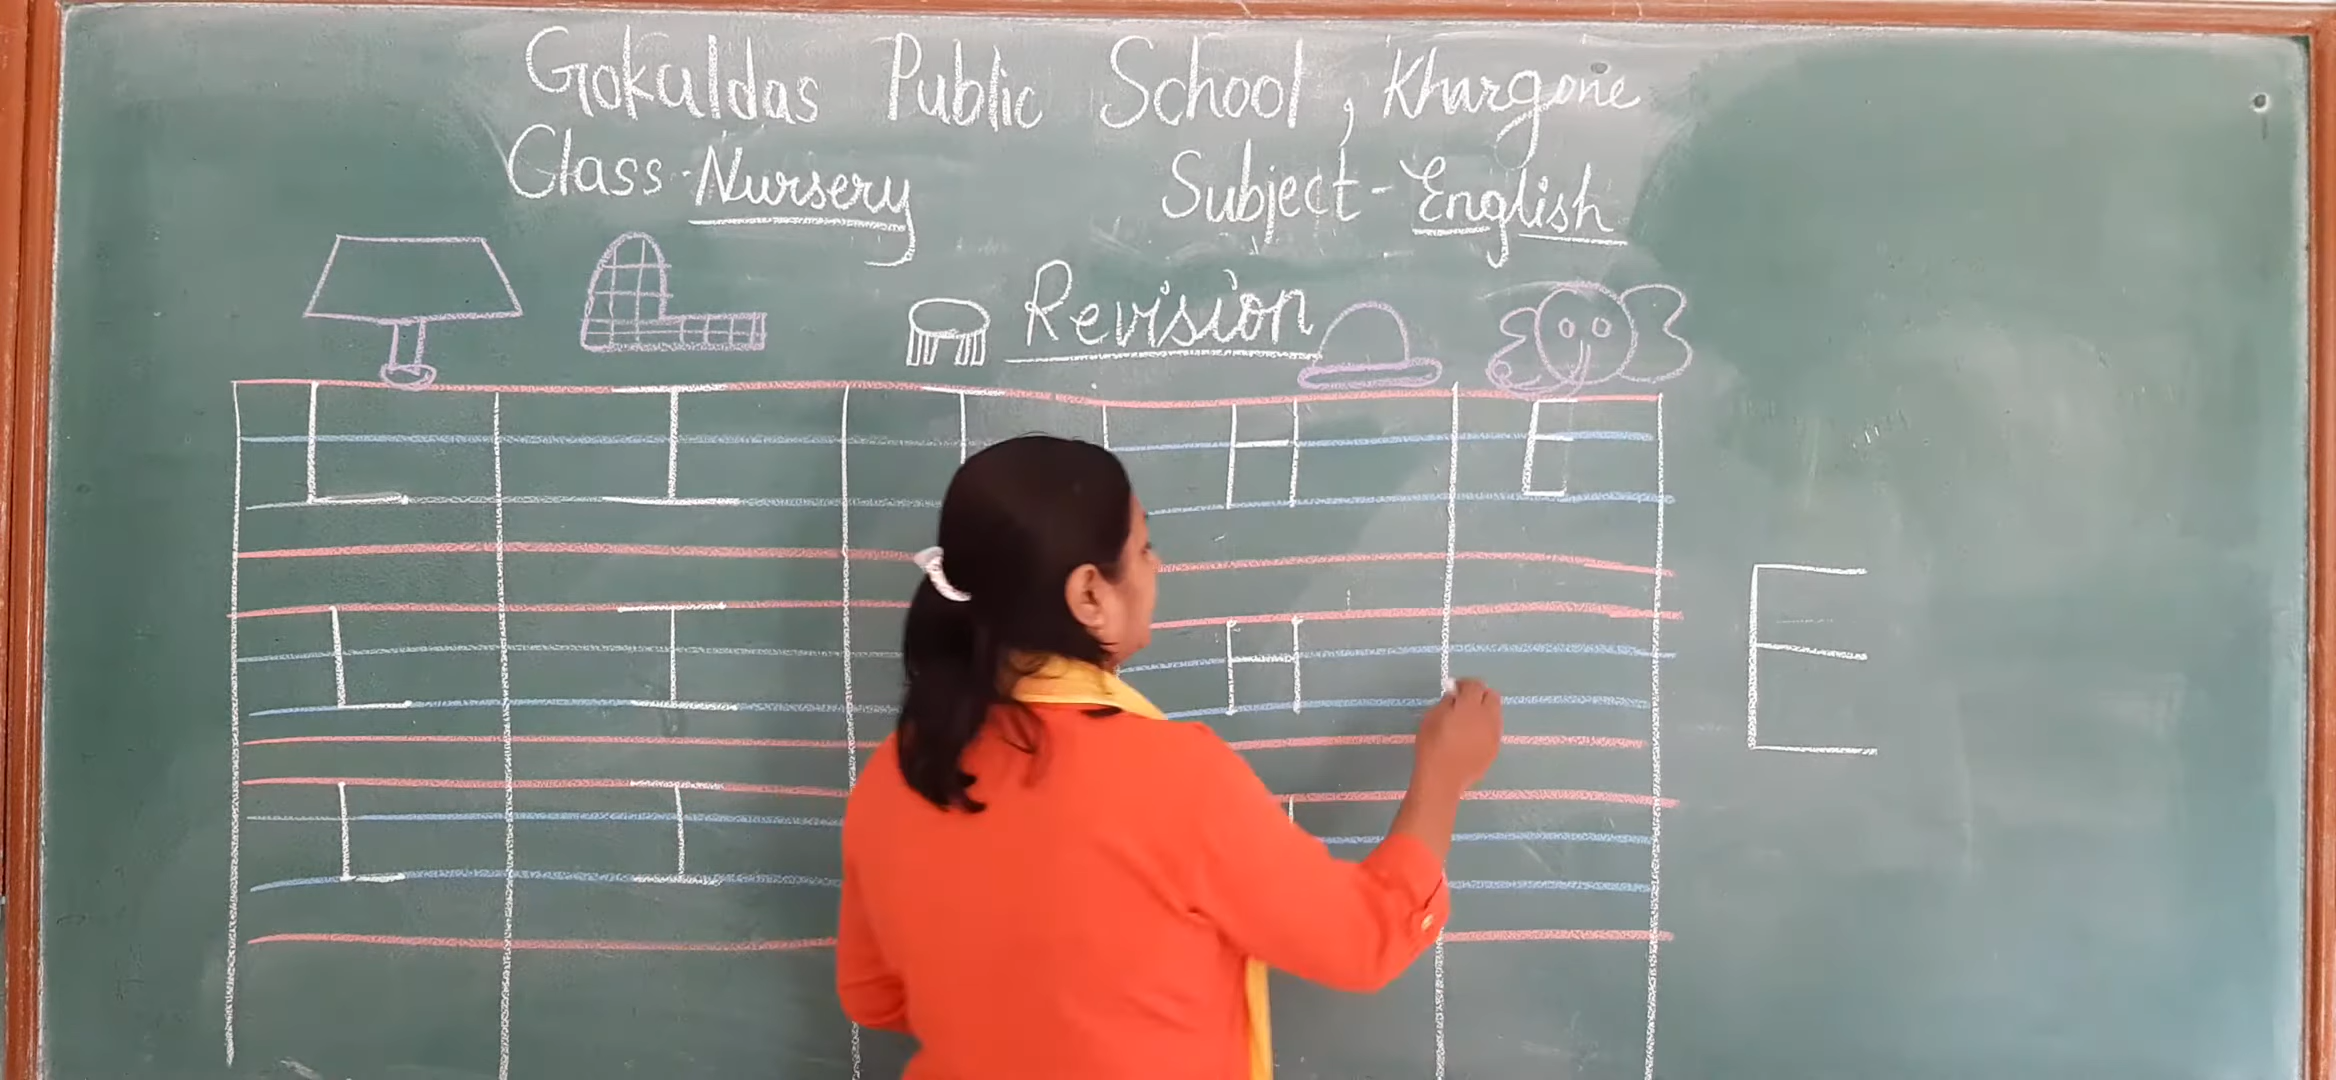 Gokuldas Public School, Khargone
Class-Nursery Subject-English
Revision
L I H E
L I H
E
L I